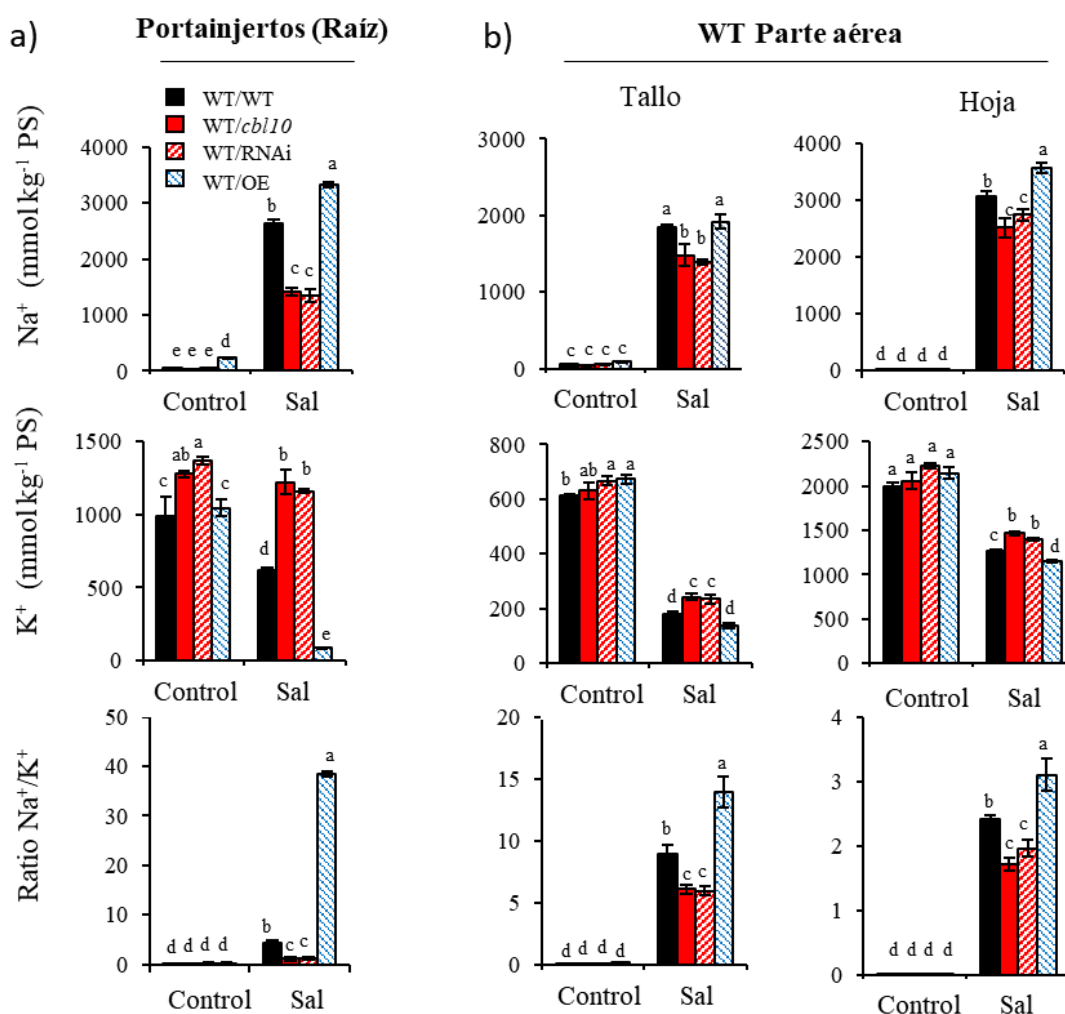 a)
Portainjertos (Raíz)
b)
WT Parte aérea
WT/WT
WT/cbl10
WT/RNAi
WT/OE
Tallo
Hoja
Na⁺ (mmol kg⁻¹ PS)
4000
3000
2000
1000
0
e e e d
b c c a
Control Sal
3000
2000
1000
0
c c c c
a b b a
Control Sal
4000
3000
2000
1000
0
d d d d
b c c a
Control Sal
K⁺ (mmol kg⁻¹ PS)
1500
1000
500
0
c ab a c
d b b e
Control Sal
800
600
400
200
0
b ab a a
d c c d
Control Sal
2500
2000
1500
1000
500
0
a a a a
c b b d
Control Sal
Ratio Na⁺/K⁺
50
40
30
20
10
0
d d d d
b c c a
Control Sal
20
15
10
5
0
d d d d
b c c a
Control Sal
4
3
2
1
0
d d d d
b c c a
Control Sal